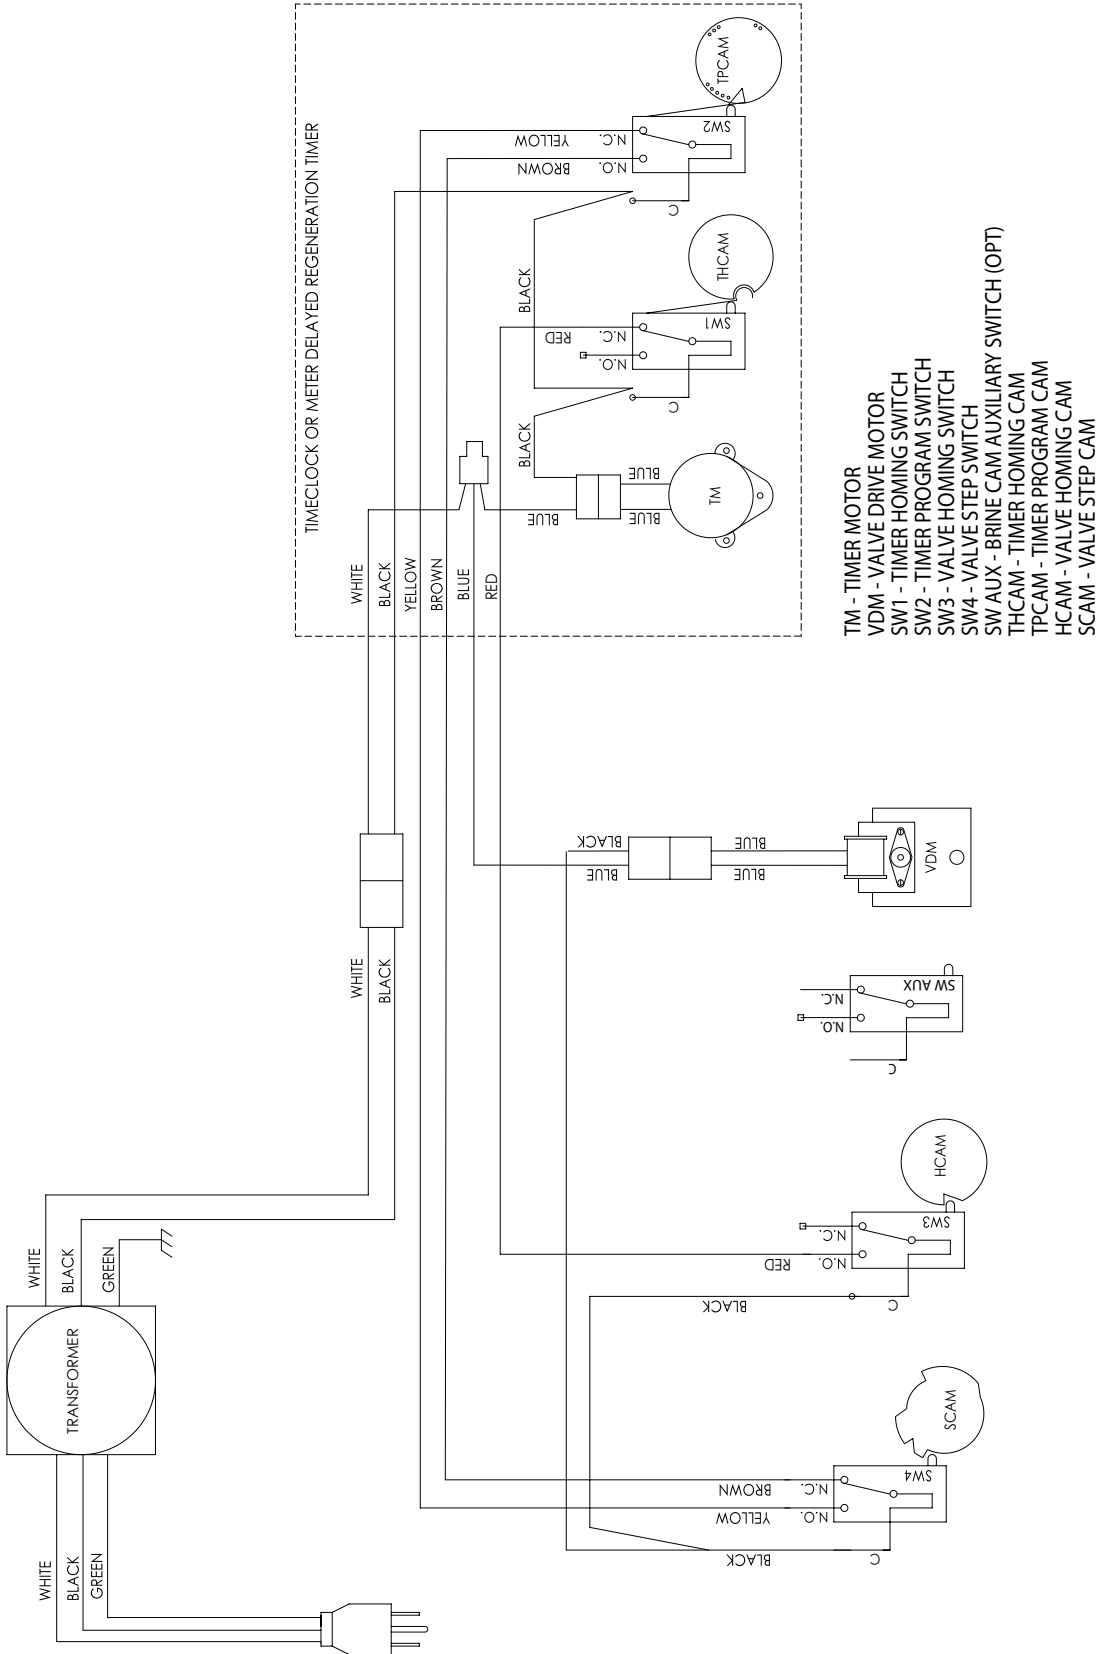 TIMECLOCK OR METER DELAYED REGENERATION TIMER
TPCAM
SW2
N.C.
YELLOW
N.O.
BROWN
C
THCAM
SW1
N.C.
RED
N.O.
C
BLACK
BLACK
TM
BLUE
BLUE
BLUE
WHITE
BLACK
YELLOW
BROWN
BLUE
RED
TM - TIMER MOTOR
VDM - VALVE DRIVE MOTOR
SW1 - TIMER HOMING SWITCH
SW2 - TIMER PROGRAM SWITCH
SW3 - VALVE HOMING SWITCH
SW4 - VALVE STEP SWITCH
SW AUX - BRINE CAM AUXILIARY SWITCH (OPT)
THCAM - TIMER HOMING CAM
TPCAM - TIMER PROGRAM CAM
HCAM - VALVE HOMING CAM
SCAM - VALVE STEP CAM
WHITE
BLACK
BLACK
BLUE
BLUE
BLUE
VDM
N.C.
N.O.
SW AUX
C
HCAM
SW3
N.C.
N.O.
RED
C
BLACK
SCAM
SW4
N.C.
BROWN
N.O.
YELLOW
C
BLACK
WHITE
BLACK
GREEN
TRANSFORMER
WHITE
BLACK
GREEN